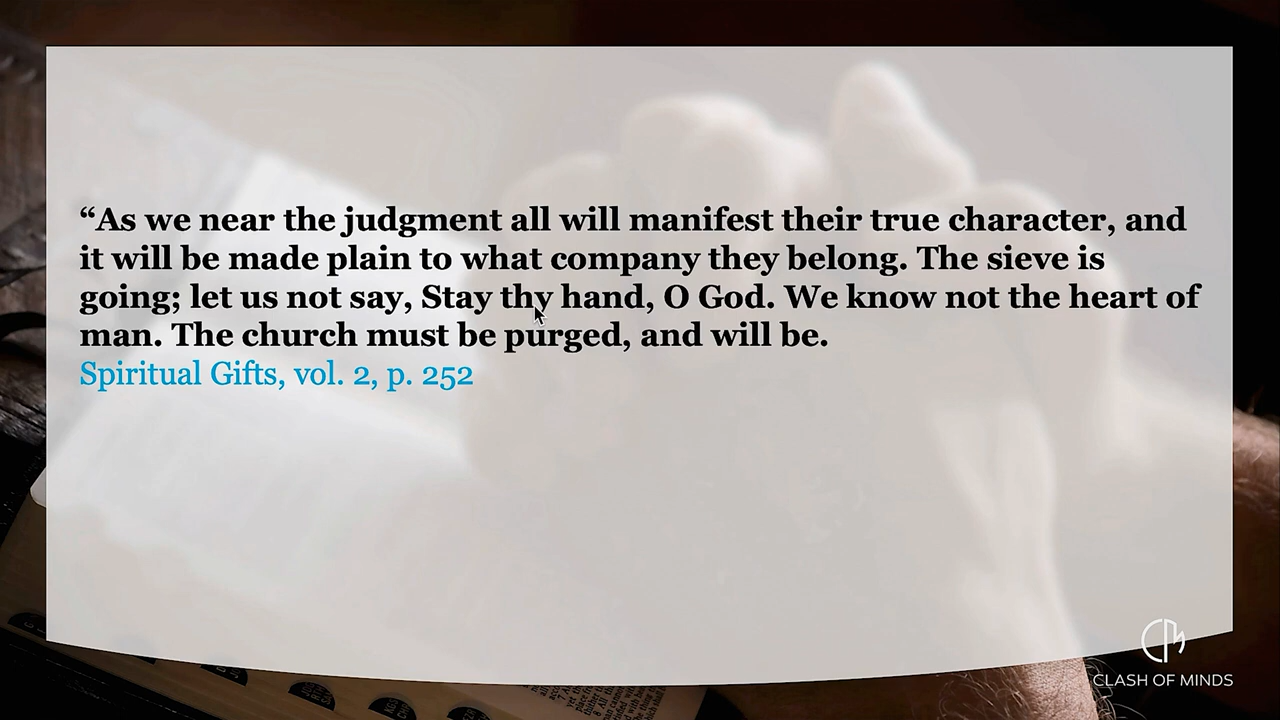 “As we near the judgment all will manifest their true character, and
it will be made plain to what company they belong. The sieve is
going; let us not say, Stay thy hand, O God. We know not the heart of
man. The church must be purged, and will be.
Spiritual Gifts, vol. 2, p. 252
CLASH OF MINDS